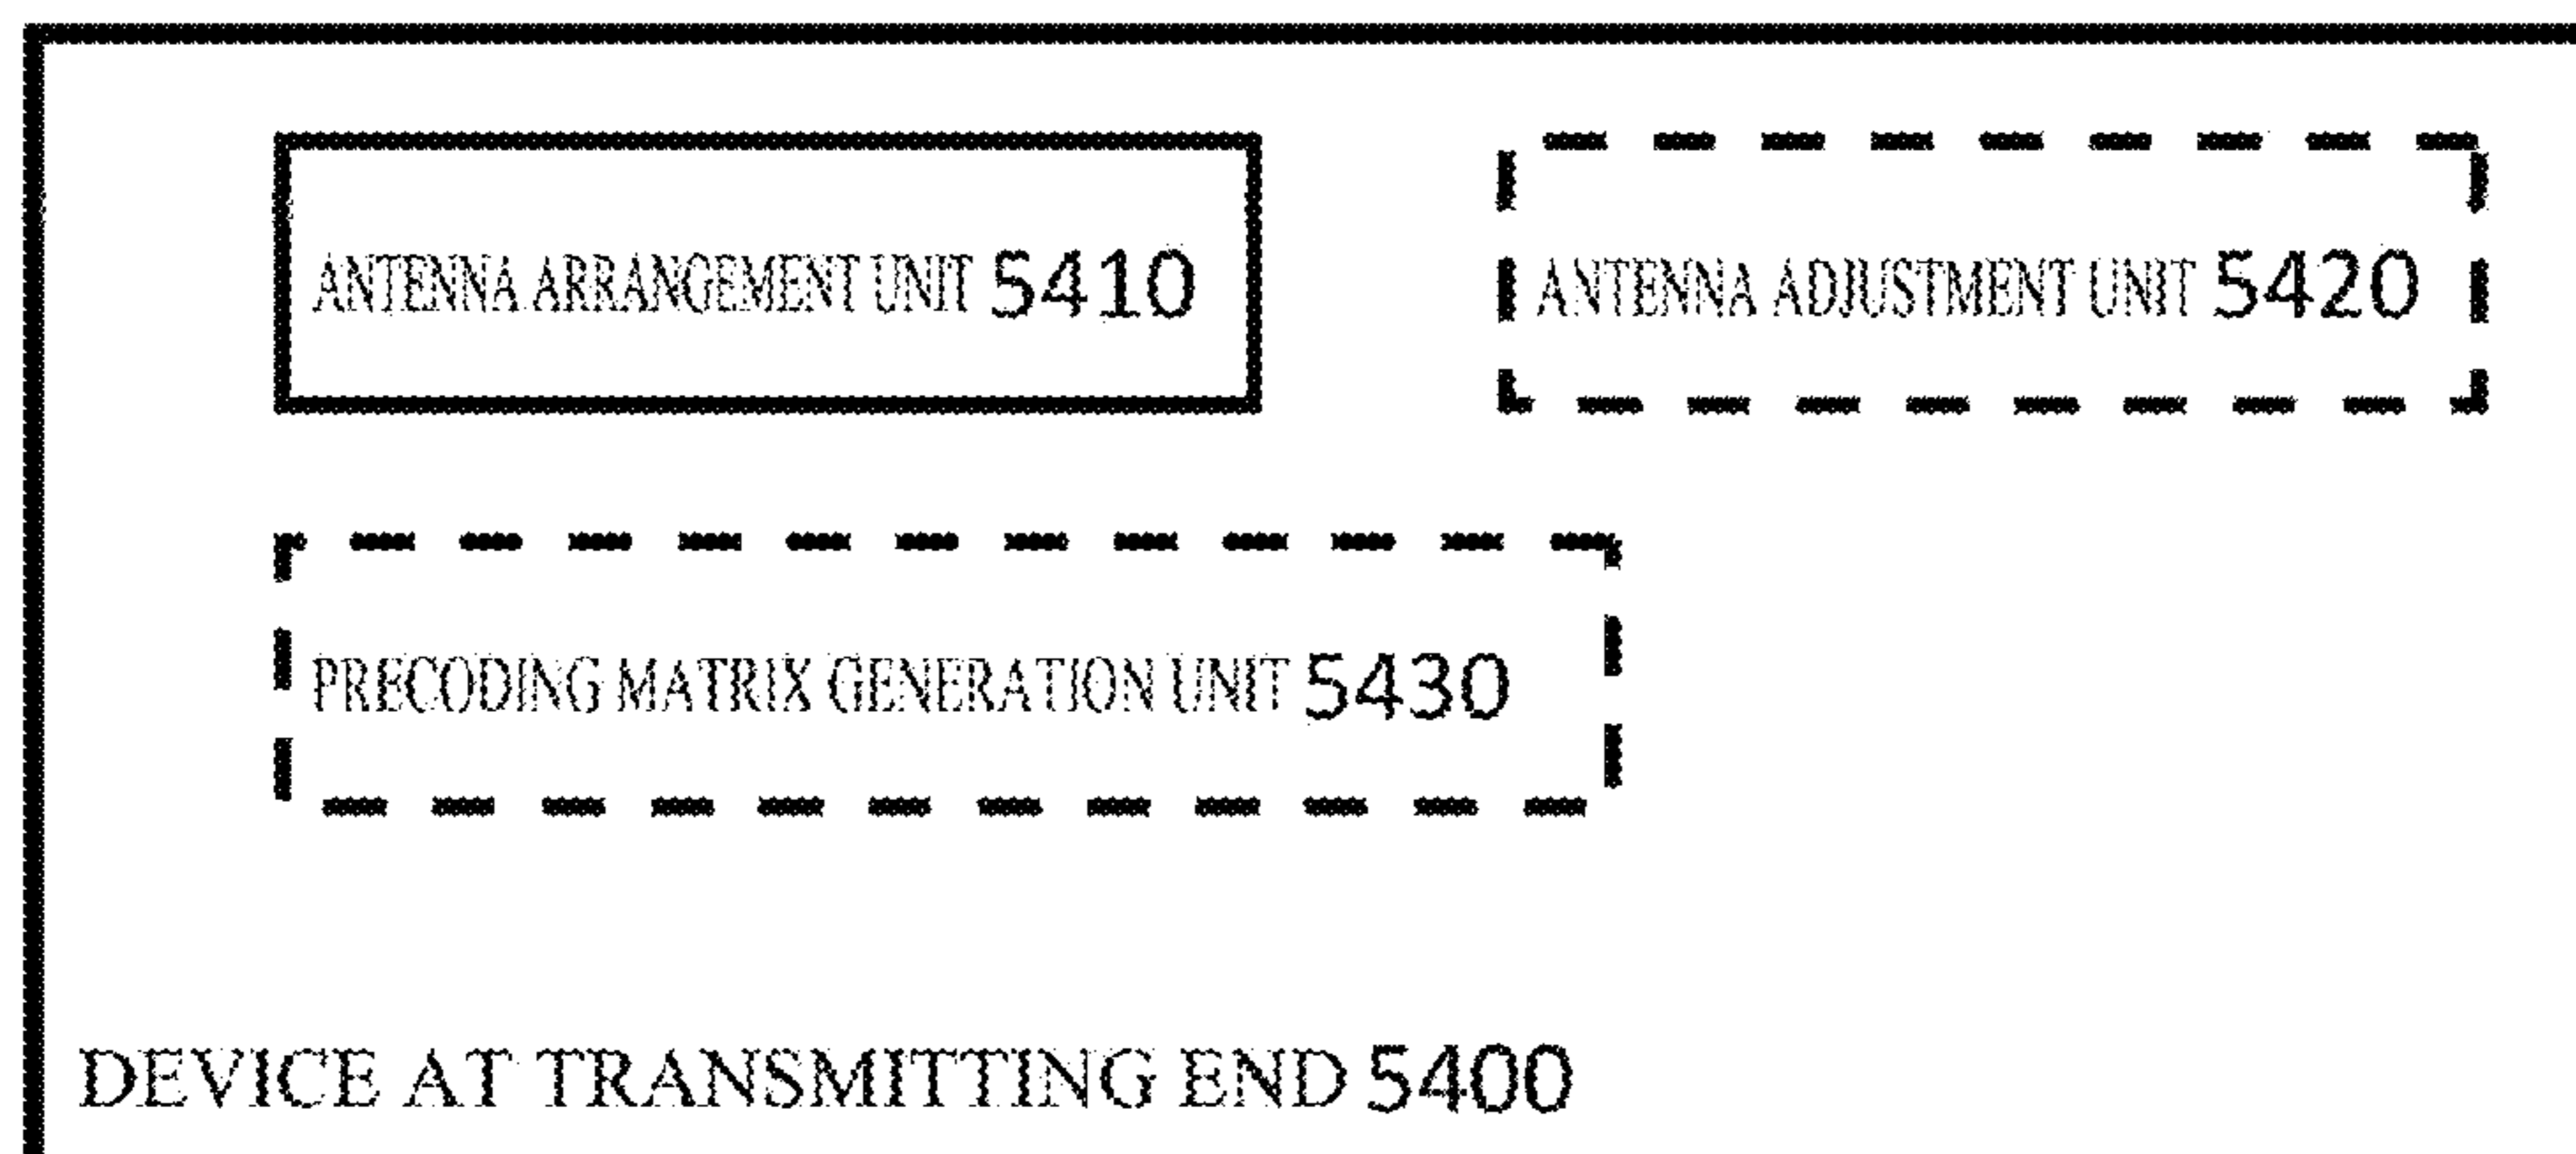 ANTENNA ARRANGEMENT UNIT 5410
ANTENNA ADJUSTMENT UNIT 5420
PRECODING MATRIX GENERATION UNIT 5430
DEVICE AT TRANSMITTING END 5400